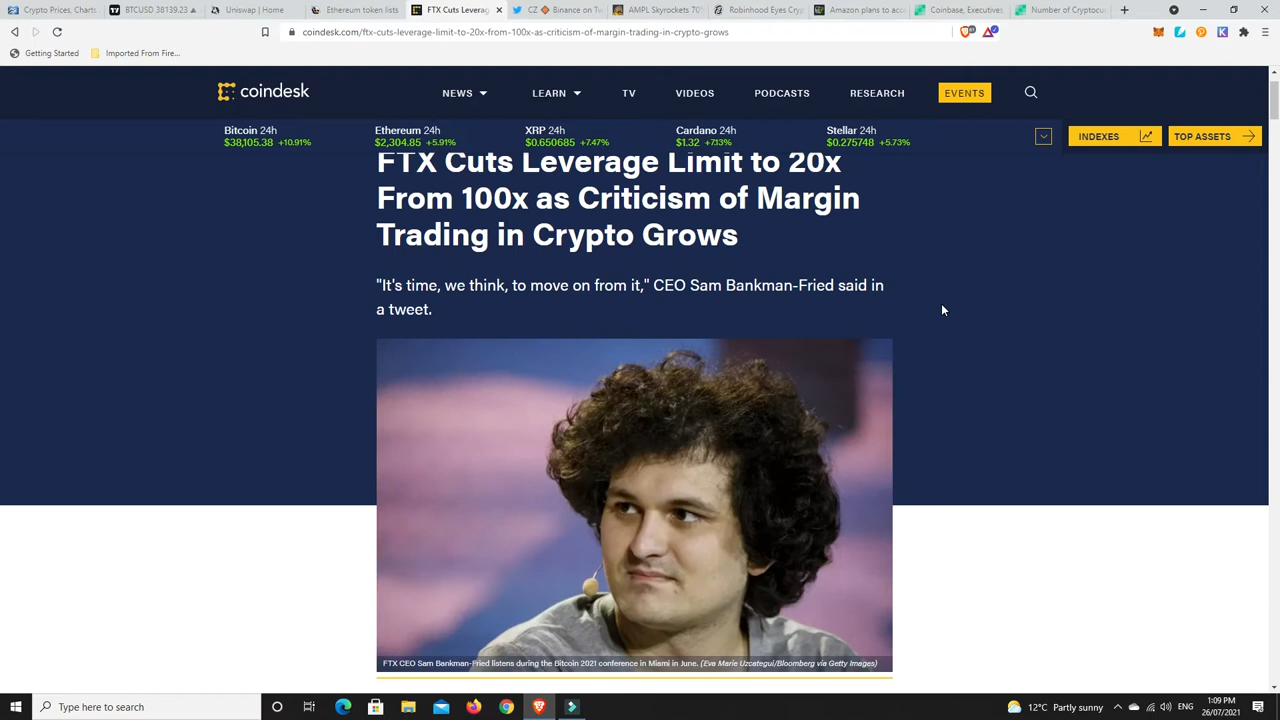 Crypto Prices, Charts
BTCUSD 38139.23
Uniswap | Home
Ethereum token lists
FTX Cuts Leverag
CZ Binance on Tw
AMPL Skyrockets 70
Robinhood Eyes Cryp
Amazon plans to acc
Coinbase, Executives
Number of Cryptocu
coindesk.com/ftx-cuts-leverage-limit-to-20x-from-100x-as-criticism-of-margin-trading-in-crypto-grows
Getting Started
Imported From Fire...
coindesk
NEWS
LEARN
TV
VIDEOS
PODCASTS
RESEARCH
EVENTS
Bitcoin 24h
$38,105.38 +10.91%
Ethereum 24h
$2,304.85 +5.91%
XRP 24h
$0.650685 +7.47%
Cardano 24h
$1.32 +7.13%
Stellar 24h
$0.275748 +5.73%
INDEXES
TOP ASSETS
FTX Cuts Leverage Limit to 20x
From 100x as Criticism of Margin
Trading in Crypto Grows
"It's time, we think, to move on from it," CEO Sam Bankman-Fried said in
a tweet.
FTX CEO Sam Bankman-Fried listens during the Bitcoin 2021 conference in Miami in June. (Eva Marie Uzcategui/Bloomberg via Getty Images)
Type here to search
12°C Partly sunny
ENG
1:09 PM
26/07/2021